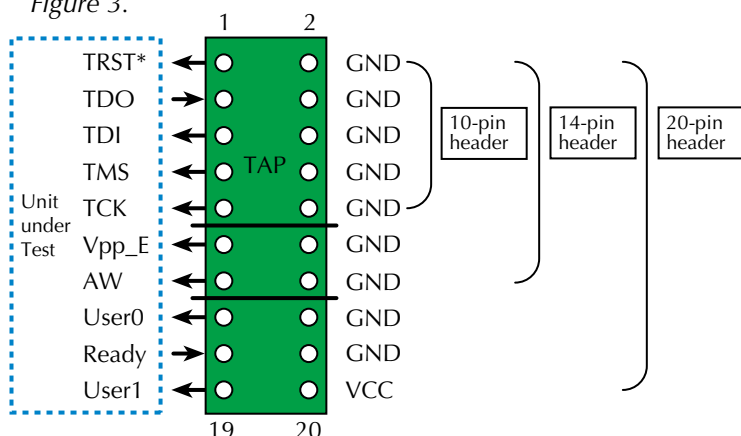 Figure 3.
1 2
TRST* GND
TDO GND
TDI GND
TMS TAP GND
TCK GND
Vpp_E GND
AW GND
User0 GND
Ready GND
User1 VCC
19 20
Unit
under
Test
10-pin
header
14-pin
header
20-pin
header